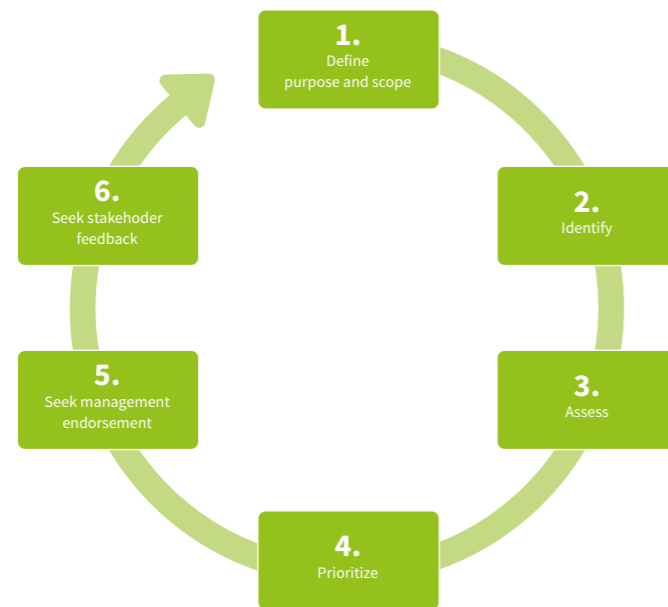 1.
Define
purpose and scope
2.
Identify
3.
Assess
4.
Prioritize
5.
Seek management
endorsement
6.
Seek stakehoder
feedback